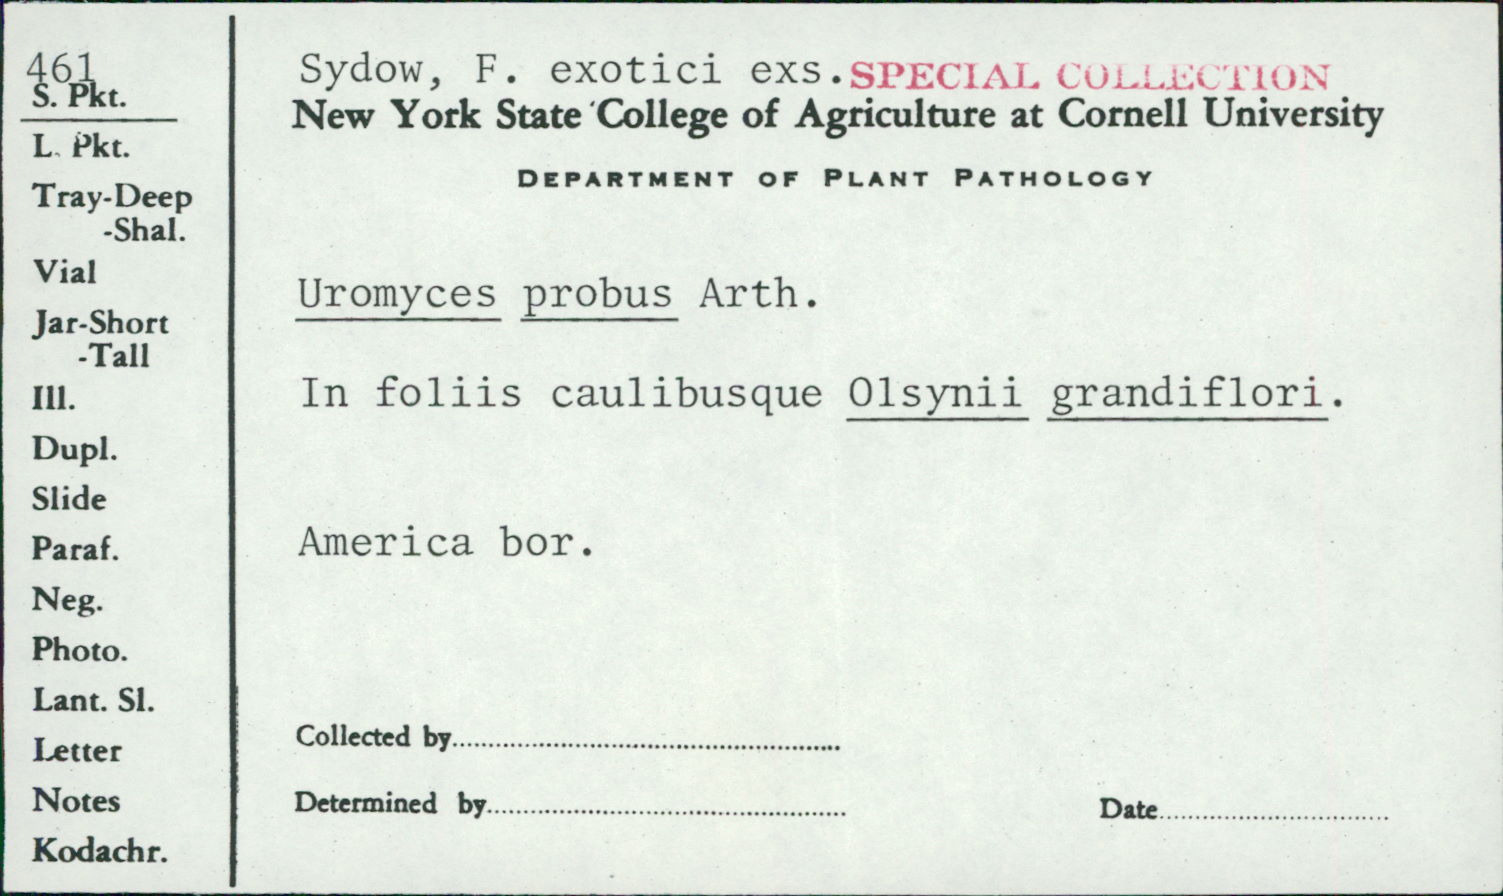 461
S. Pkt.
L. Pkt.
Tray-Deep
-Shal.
Vial
Jar-Short
-Tall
Ill.
Dupl.
Slide
Paraf.
Neg.
Photo.
Lant. Sl.
Letter
Notes
Kodachr.
Sydow, F. exotici exs. SPECIAL COLLECTION
New York State College of Agriculture at Cornell University
DEPARTMENT OF PLANT PATHOLOGY
Uromyces probus Arth.
In foliis caulibusque Olsynii grandiflori.
America bor.
Collected by
Determined by Date